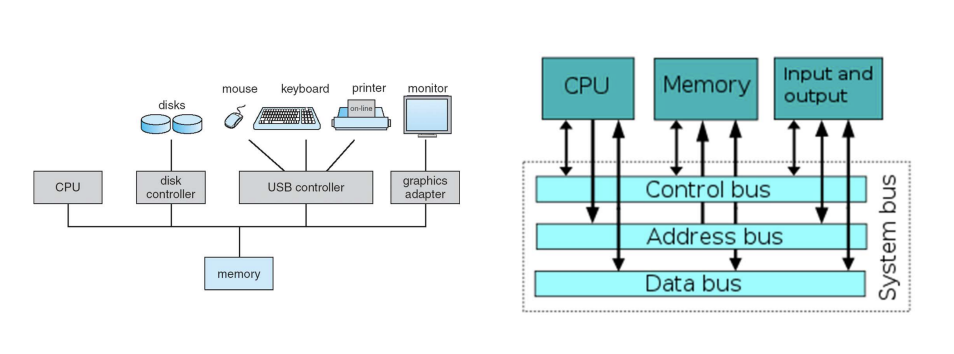 disks
mouse
keyboard
printer
monitor
on-line
CPU
disk
controller
USB controller
graphics
adapter
memory
CPU
Memory
Input and
output
Control bus
Address bus
Data bus
System bus